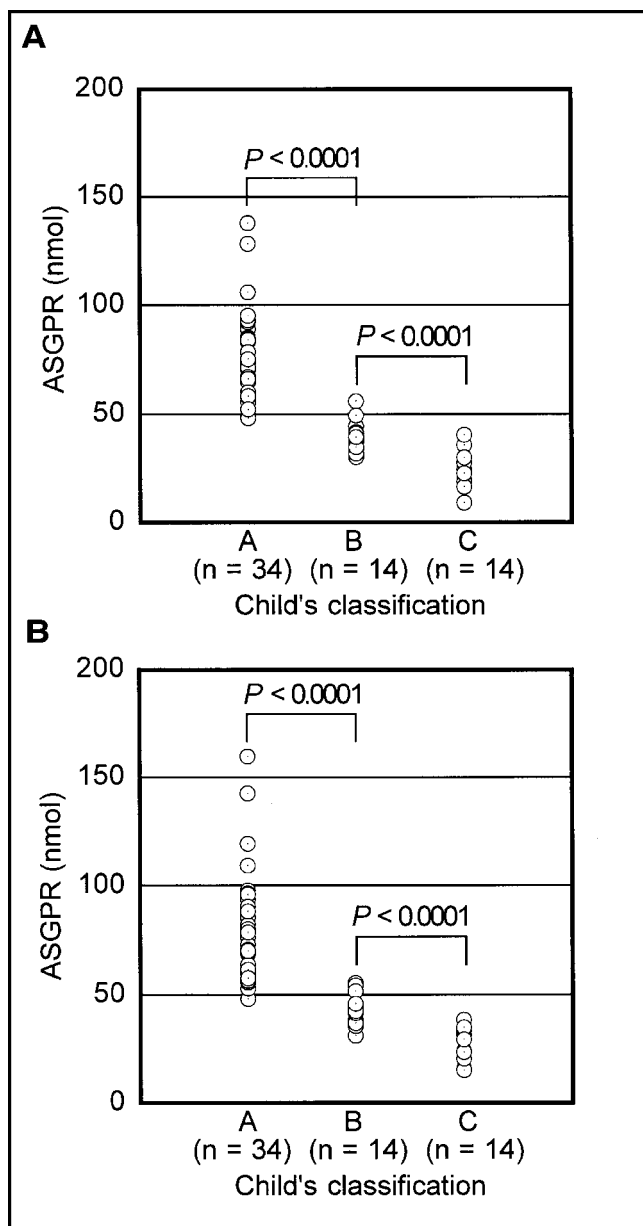 A
200
P < 0.0001
150
100
P < 0.0001
50
0
ASGPR (nmol)
A B C
(n = 34) (n = 14) (n = 14)
Child's classification
B
200
P < 0.0001
150
100
P < 0.0001
50
0
ASGPR (nmol)
A B C
(n = 34) (n = 14) (n = 14)
Child's classification